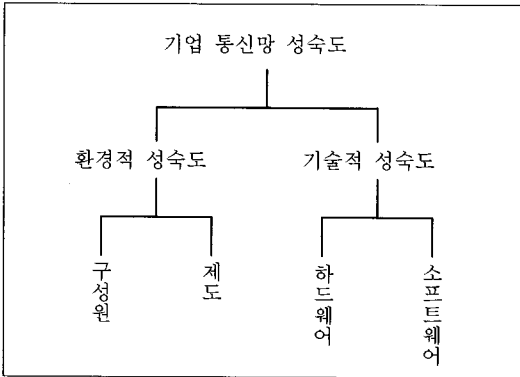 기업 통신망 성숙도
환경적 성숙도 기술적 성숙도
구성원 제도 하드웨어 소프트웨어